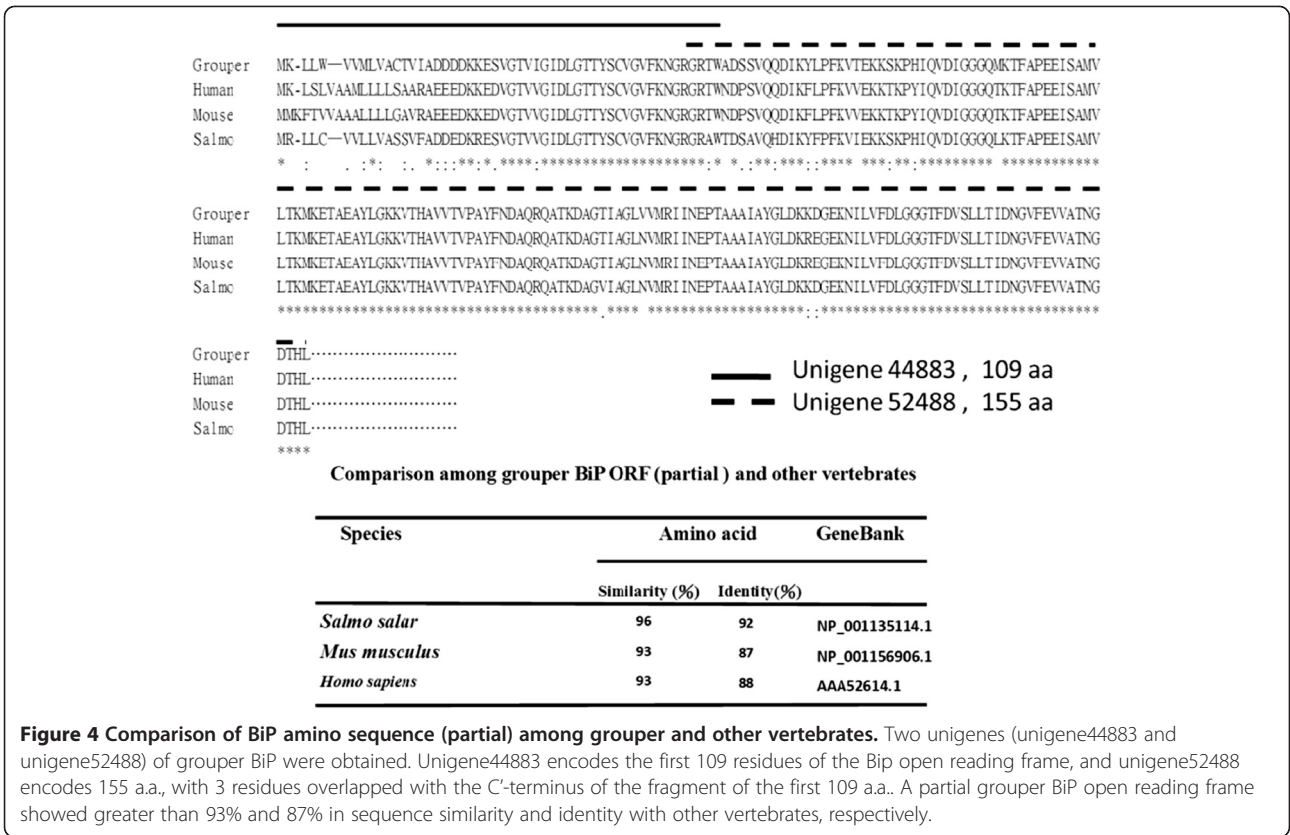 Grouper MK-LLW—VVMLVACTVIADDDDKKESVGTVIGIDLGTTYSCVGVFKNGRGRTWADSSVQQDIKYLPFKVTEKKSKPHIQVDIGGGQMKTFAPEEISAMV
Human MK-LSLVAAMLLLLSAARAEEEDKKEDVGTVVGIDLGTTYSCVGVFKNGRGRTWNDPSVQQDIKFLPFKVVEKKTKPYIQVDIGGGQTKTFAPEEISAMV
Mouse MMKFTVVAAALLLLGAVRAEEEDKKEDVGTVVGIDLGTTYSCVGVFKNGRGRTWNDPSVQQDIKFLPFKVVEKKTKPYIQVDIGGGQTKTFAPEEISAMV
Salmo MR-LLC—VVLLVASSVFADDEDKRESVGTVVGIDLGTTYSCVGVFKNGRGRAWTDSAVQHDIKYFPFKVIEKKSKPHIQVDIGGGQLKTFAPEEISAMV
* : . .*: :. *:::**:*.****:********************:* *.:**:***::**** ***:**:********* *************
Grouper LTKMKETAEAYLGKKVTHAVVTVPAYFNDAQRQATKDAGTIAGLVVMRIINEPTAAAIAYGLDKKDGEKNILVFDLGGGTFDVSLLTIDNGVFEVVATNG
Human LTKMKETAEAYLGKKVTHAVVTVPAYFNDAQRQATKDAGTIAGLNVMRIINEPTAAAIAYGLDKREGEKNILVFDLGGGTFDVSLLTIDNGVFEVVATNG
Mouse LTKMKETAEAYLGKKVTHAVVTVPAYFNDAQRQATKDAGTIAGLNVMRIINEPTAAAIAYGLDKREGEKNILVFDLGGGTFDVSLLTIDNGVFEVVATNG
Salmo LTKMKETAEAYLGKKVTHAVVTVPAYFNDAQRQATKDAGVIAGLNVMRIINEPTAAAIAYGLDKKDGEKNILVFDLGGGTFDVSLLTIDNGVFEVVATNG
***************************************.**** *******************::**********************************
Grouper DTHL··························
Human DTHL··························
Mouse DTHL··························
Salmo DTHL··························
****
Unigene 44883 , 109 aa
Unigene 52488 , 155 aa
Comparison among grouper BiP ORF (partial ) and other vertebrates
Species Amino acid GeneBank
Similarity (%) Identity(%)
Salmo salar 96 92 NP_001135114.1
Mus musculus 93 87 NP_001156906.1
Homo sapiens 93 88 AAA52614.1
Figure 4 Comparison of BiP amino sequence (partial) among grouper and other vertebrates. Two unigenes (unigene44883 and
unigene52488) of grouper BiP were obtained. Unigene44883 encodes the first 109 residues of the Bip open reading frame, and unigene52488
encodes 155 a.a., with 3 residues overlapped with the C'-terminus of the fragment of the first 109 a.a.. A partial grouper BiP open reading frame
showed greater than 93% and 87% in sequence similarity and identity with other vertebrates, respectively.